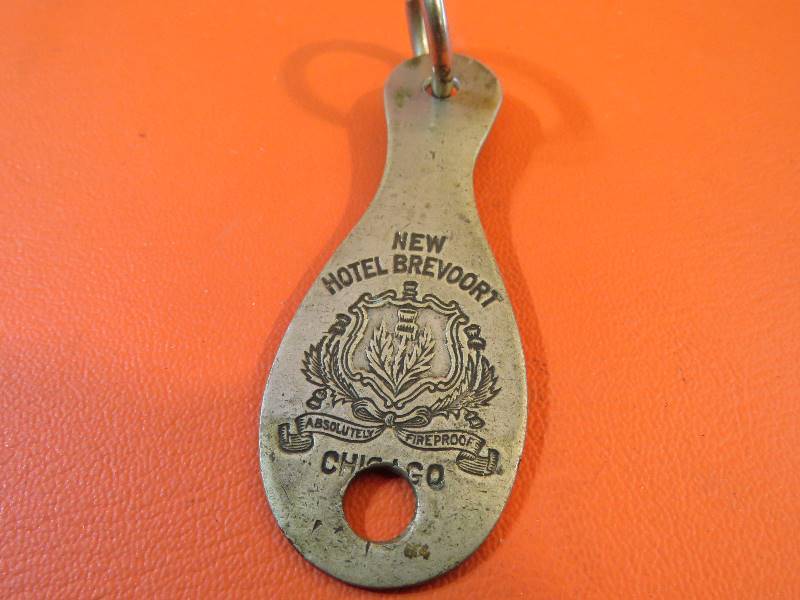 NEW
HOTEL BREVOORT
ABSOLUTELY FIREPROOF
CHICAGO